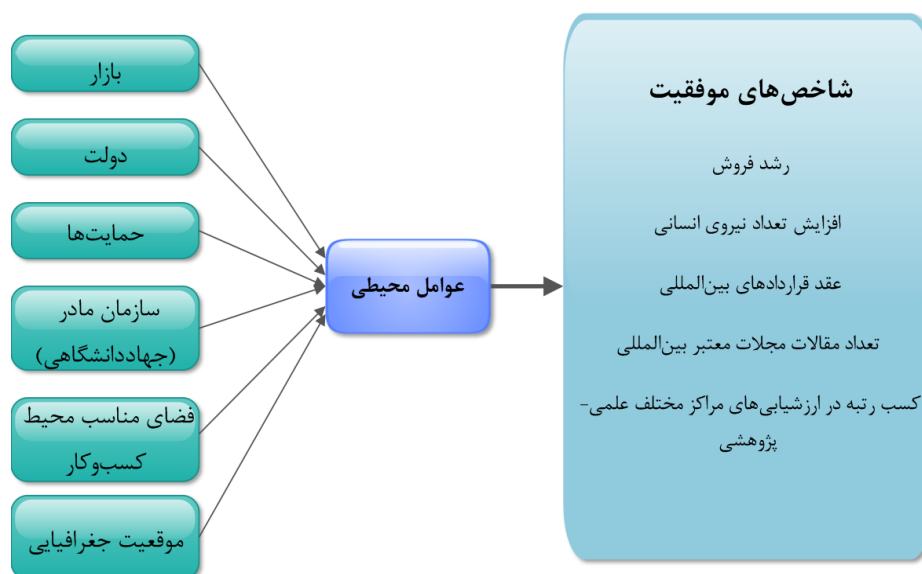 بازار
دولت
حمایت‌ها
سازمان مادر
(جهاددانشگاهی)
فضای مناسب محیط
کسب‌وکار
موقعیت جغرافیایی
عوامل محیطی
شاخص‌های موفقیت
رشد فروش
افزایش تعداد نیروی انسانی
عقد قراردادهای بین‌المللی
تعداد مقالات مجلات معتبر بین‌المللی
کسب رتبه در ارزشیابی‌های مراکز مختلف علمی-
پژوهشی